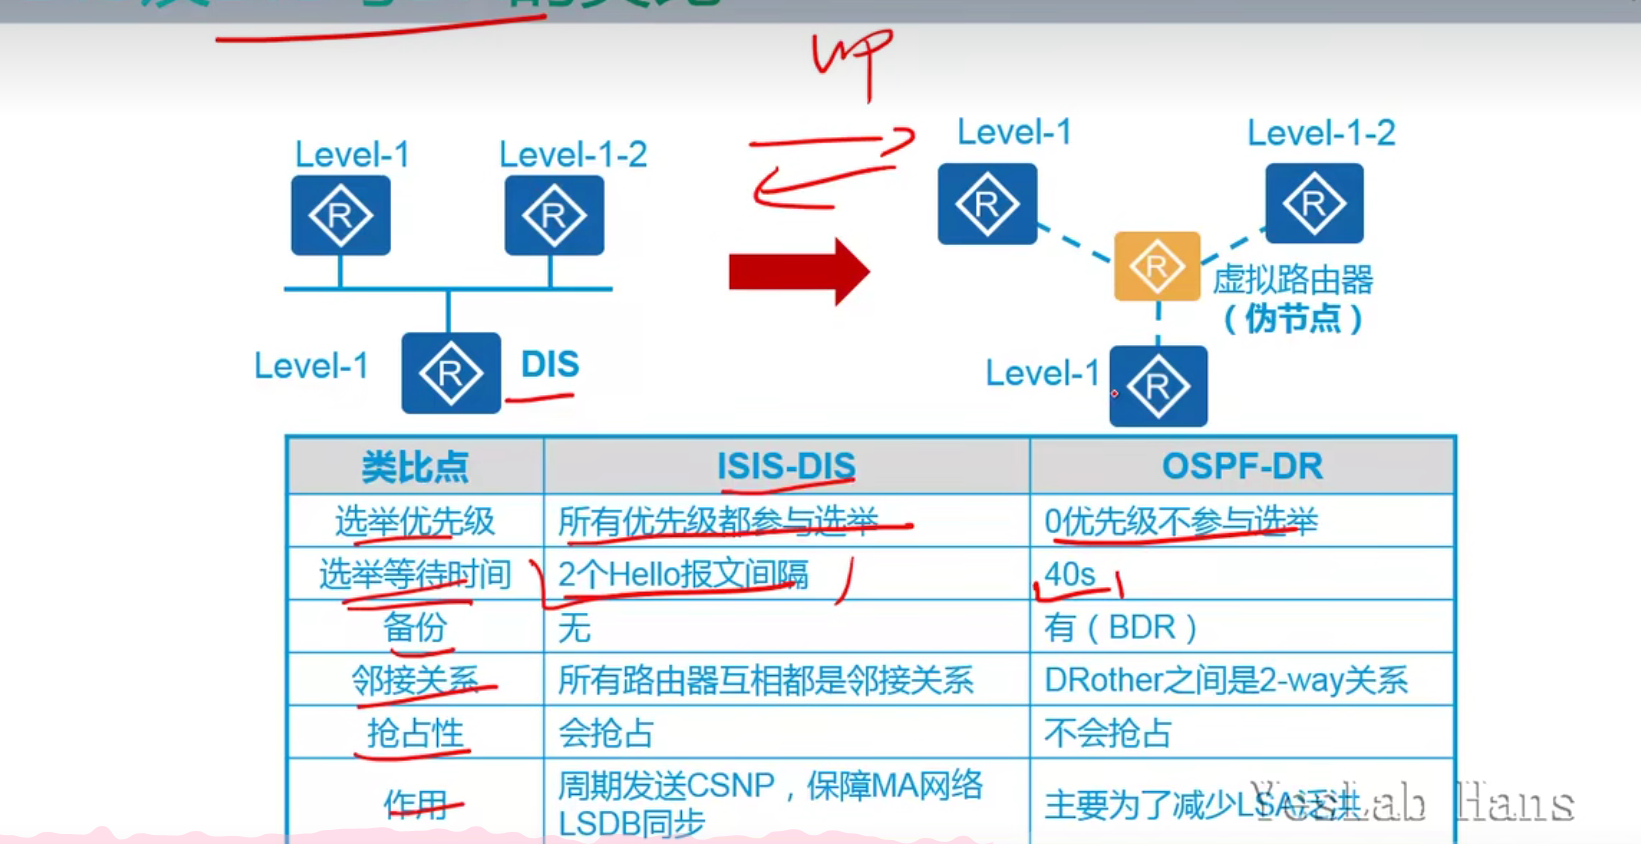 up
Level-1
Level-1-2
Level-1
Level-1-2
R
R
R
R
R
虚拟路由器
（伪节点）
Level-1
R
DIS
Level-1
R
类比点
ISIS-DIS
OSPF-DR
选举优先级
所有优先级都参与选举
0优先级不参与选举
选举等待时间
2个Hello报文间隔
40s
备份
无
有（BDR）
邻接关系
所有路由器互相都是邻接关系
DRother之间是2-way关系
抢占性
会抢占
不会抢占
作用
周期发送CSNP，保障MA网络
LSDB同步
主要为了减少LSA泛洪
YesLab Hans